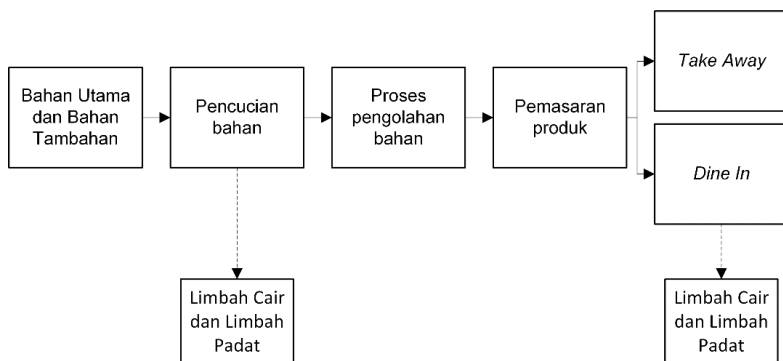 Bahan Utama
dan Bahan
Tambahan
Pencucian
bahan
Proses
pengolahan
bahan
Pemasaran
produk
Take Away
Dine In
Limbah Cair
dan Limbah
Padat
Limbah Cair
dan Limbah
Padat